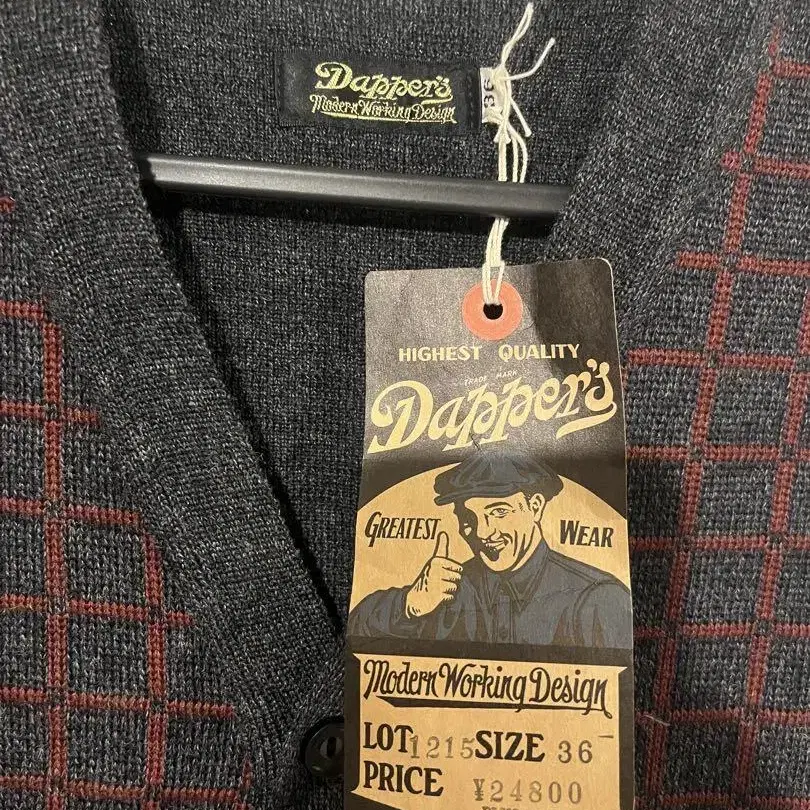 Dapper's
Modern Working Design
36
HIGHEST QUALITY
TRADE MARK
Dapper's
GREATEST WEAR
Modern Working Design
LOT 1215 SIZE 36
PRICE ¥24800